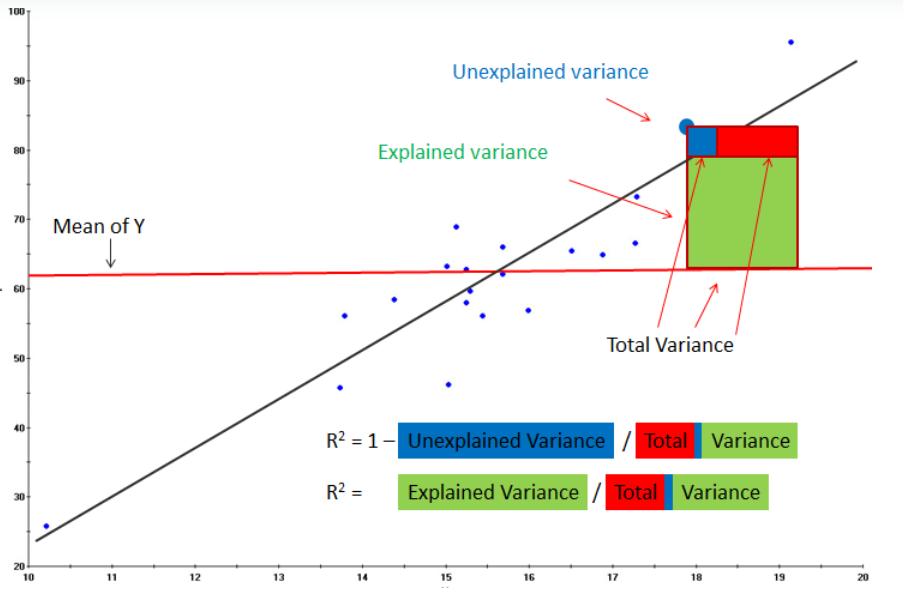 100
Unexplained variance
90
Explained variance
80
70
Mean of Y
60
Total Variance
50
40
R² = 1 – Unexplained Variance / Total Variance
R² = Explained Variance / Total Variance
30
20
10 11 12 13 14 15 16 17 18 19 20